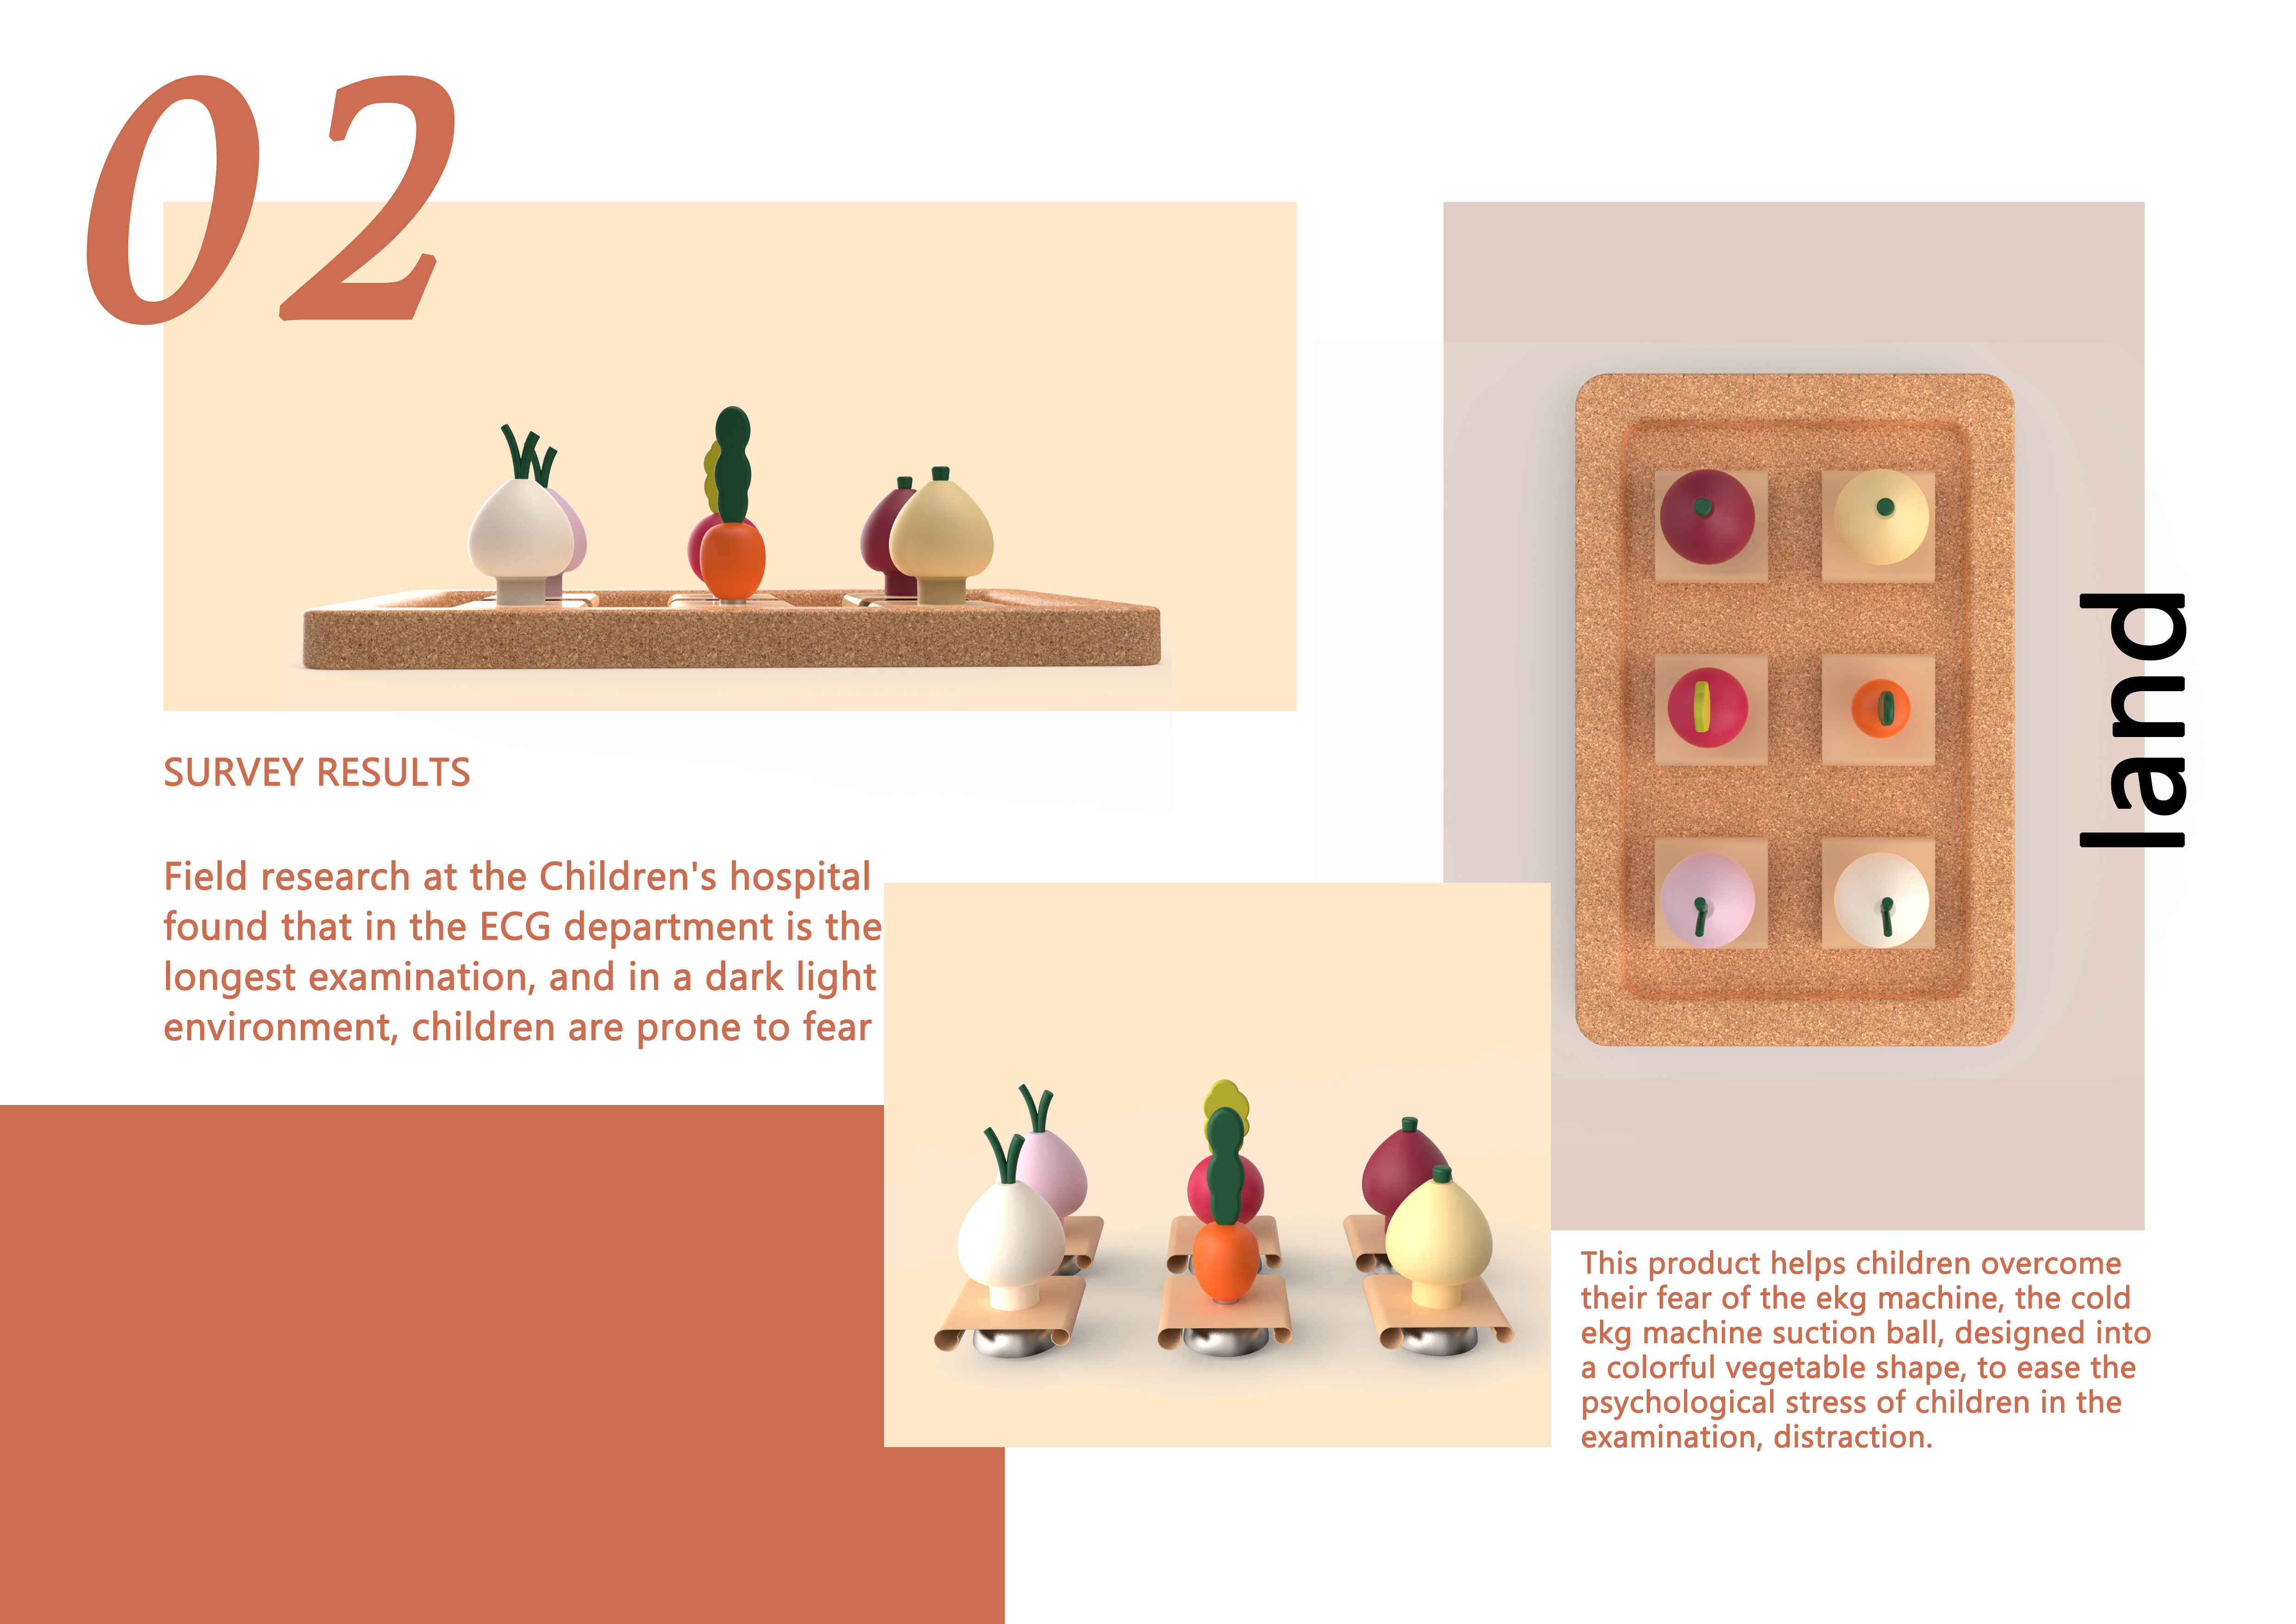 02
SURVEY RESULTS
Field research at the Children's hospital
found that in the ECG department is the
longest examination, and in a dark light
environment, children are prone to fear
land
This product helps children overcome
their fear of the ekg machine, the cold
ekg machine suction ball, designed into
a colorful vegetable shape, to ease the
psychological stress of children in the
examination, distraction.